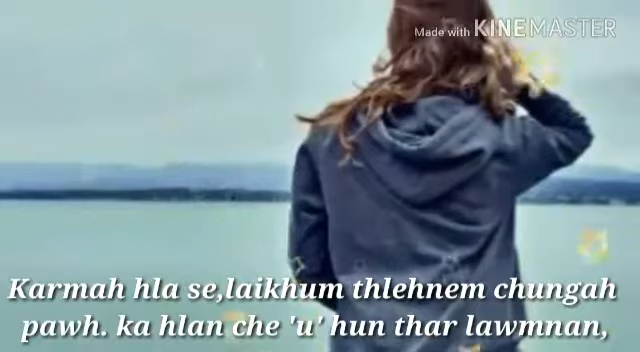 Made with KINEMASTER
Karmah hla se,laikhum thlehnem chungah
pawh. ka hlan che 'u' hun thar lawmnan,